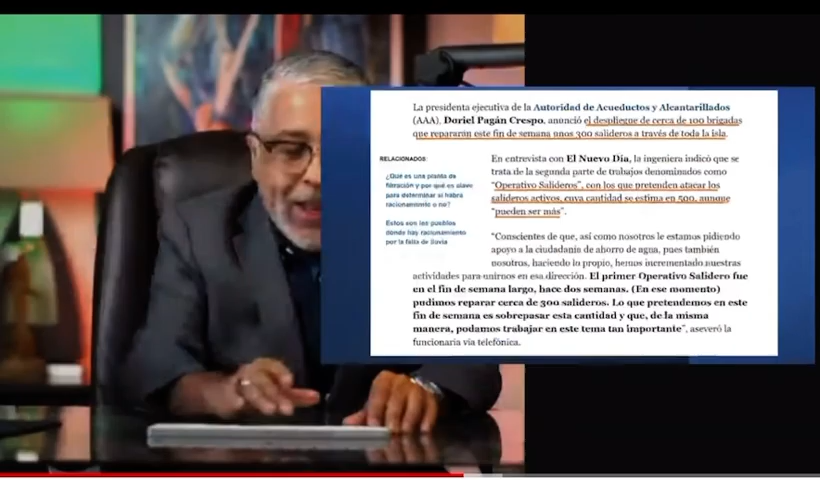 La presidenta ejecutiva de la Autoridad de Acueductos y Alcantarillados
(AAA), Doriel Pagán Crespo, anunció el despliegue de cerca de 100 brigadas
que repararán este fin de semana unos 300 salideros a través de toda la isla.
RELACIONADOS
¿Qué es una planta de
filtración y por qué es clave
para determinar si habrá
racionamiento o no?
Estos son los pueblos
donde hay racionamiento
por la falta de lluvia
En entrevista con El Nuevo Día, la ingeniera indicó que se
trata de la segunda parte de trabajos denominados como
“Operativo Salideros”, con los que pretenden atacar los
salideros activos, cuya cantidad se estima en 500, aunque
“pueden ser más”.
“Conscientes de que, así como nosotros le estamos pidiendo
apoyo a la ciudadanía de ahorro de agua, pues también
nosotros, haciendo lo propio, hemos incrementado nuestras
actividades para unirnos en esa dirección. El primer Operativo Salidero fue
en el fin de semana largo, hace dos semanas. (En ese momento)
pudimos reparar cerca de 300 salideros. Lo que pretendemos en este
fin de semana es sobrepasar esta cantidad y que, de la misma
manera, podamos trabajar en este tema tan importante”, aseveró la
funcionaria vía telefónica.